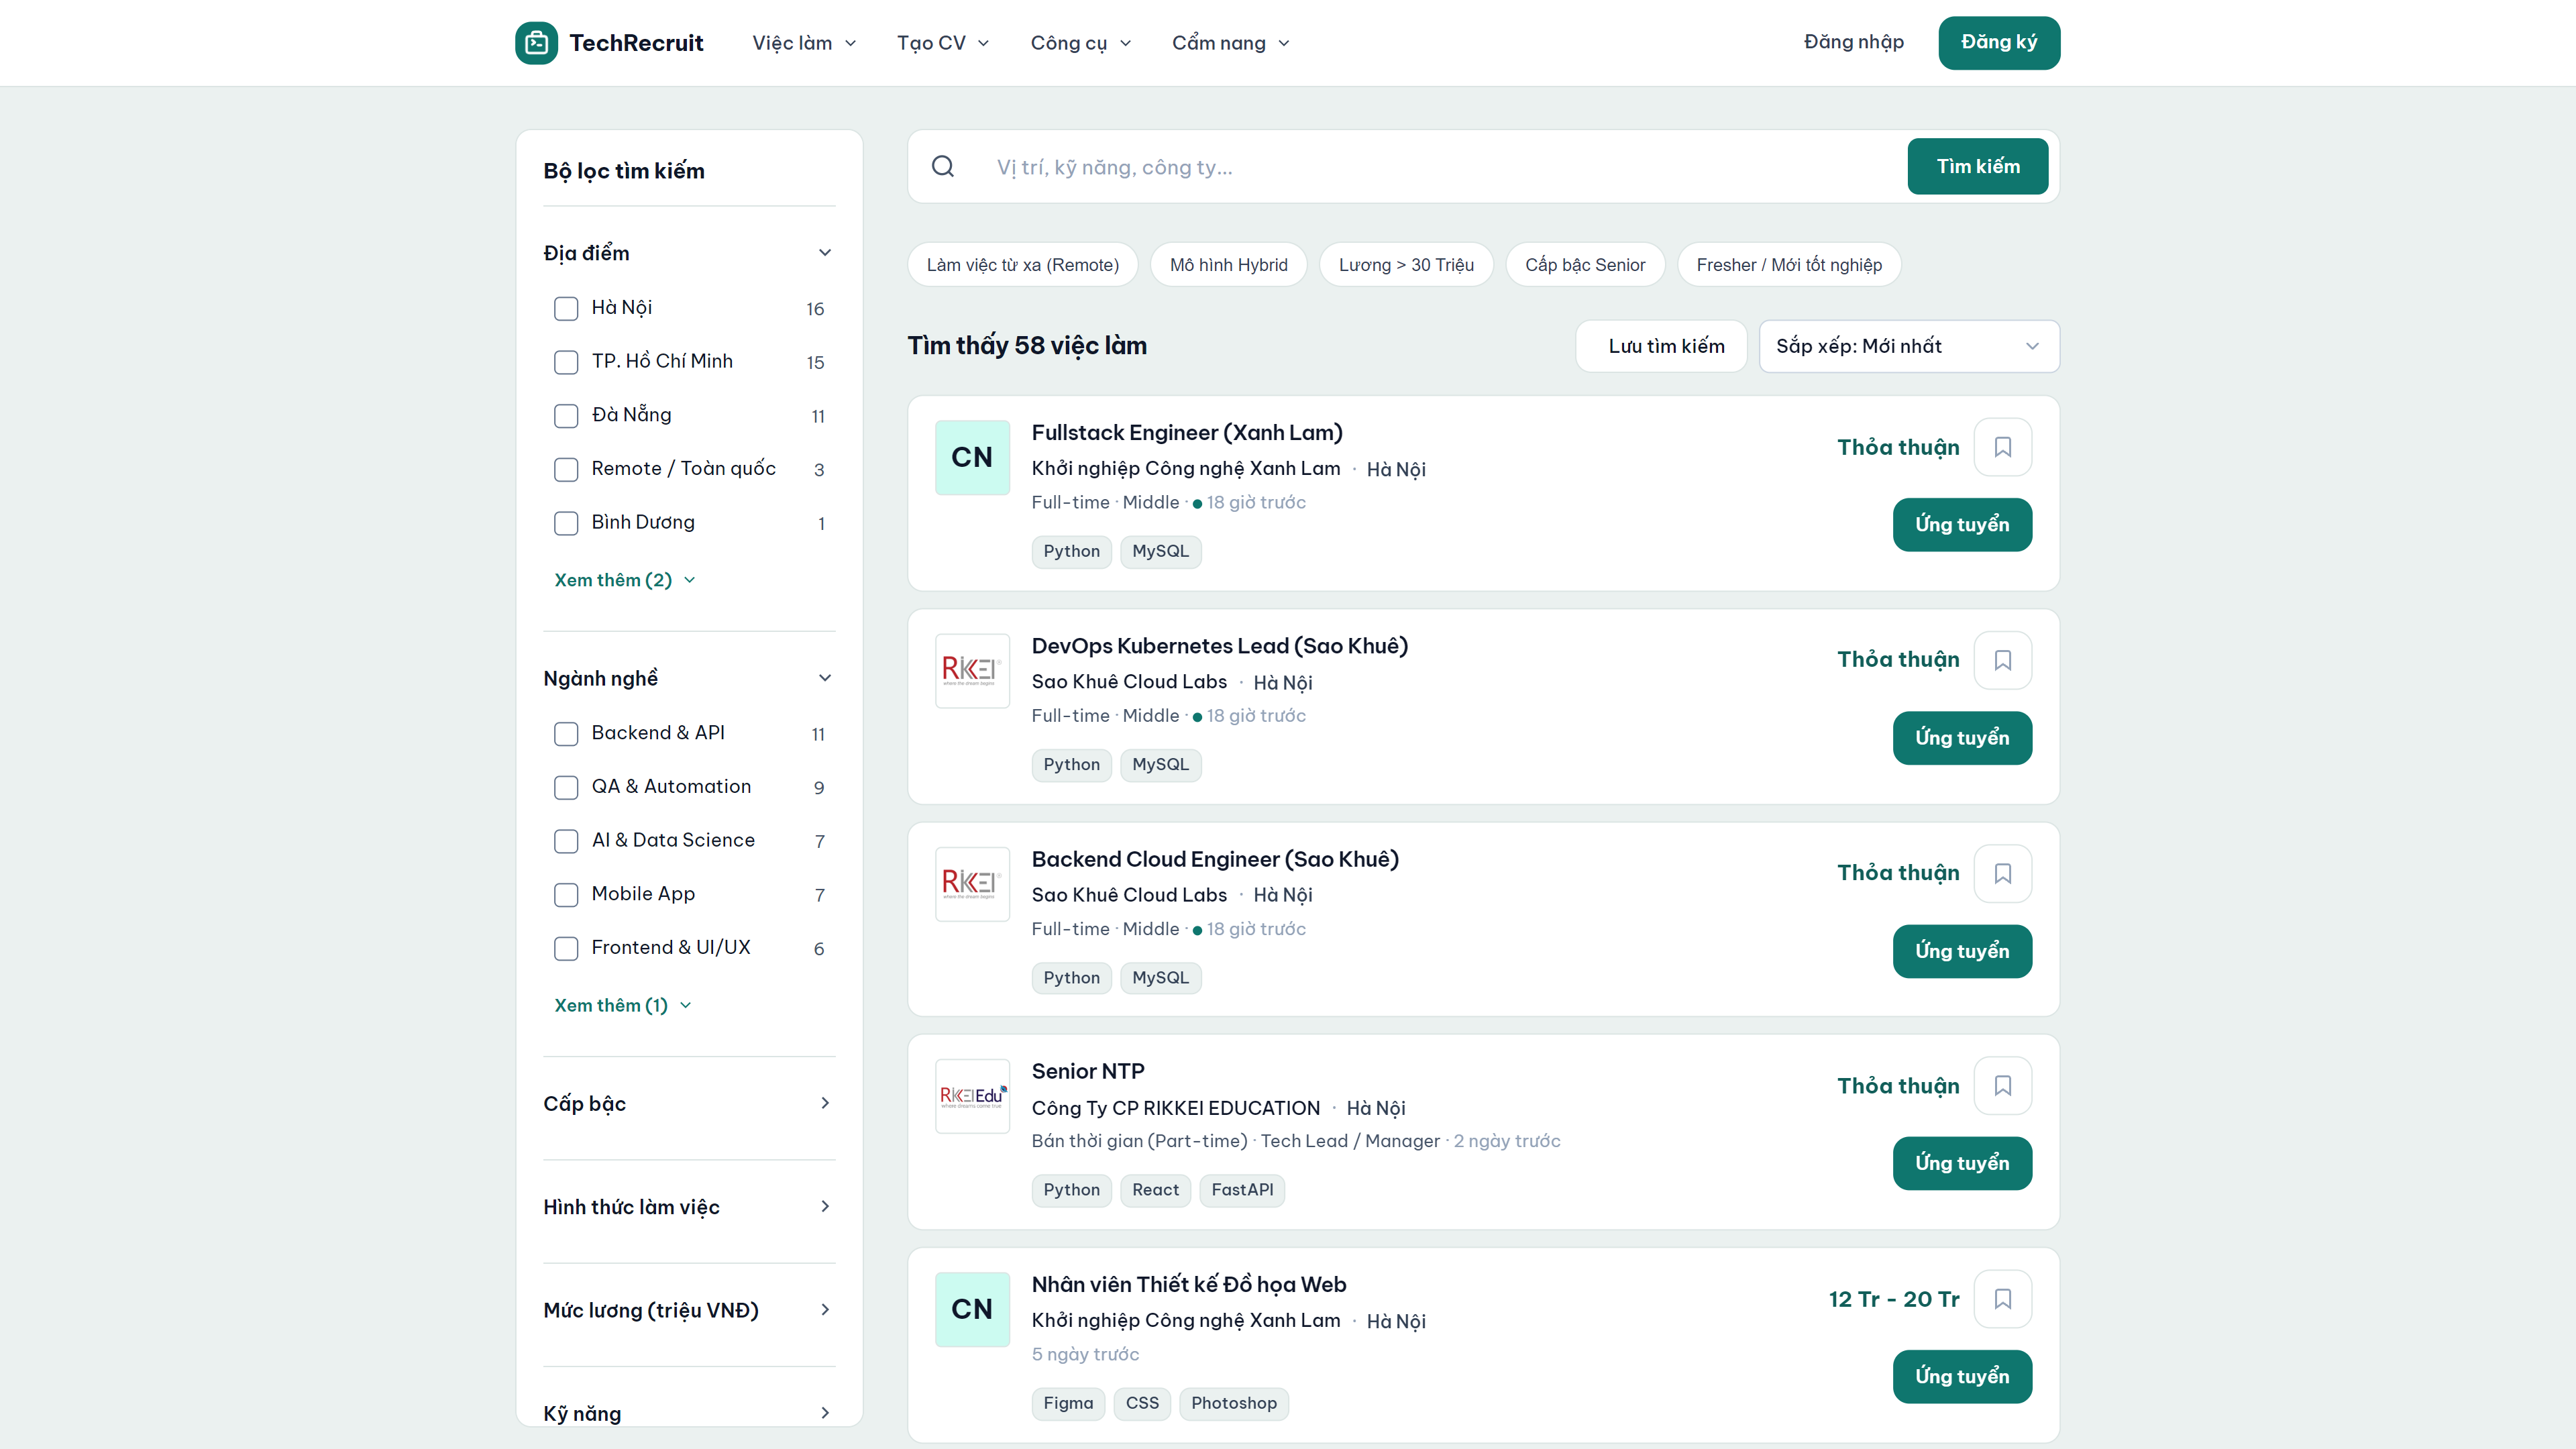 TechRecruit Việc làm Tạo CV Công cụ Cẩm nang Đăng nhập Đăng ký
Bộ lọc tìm kiếm
Địa điểm
Hà Nội 16
TP. Hồ Chí Minh 15
Đà Nẵng 11
Remote / Toàn quốc 3
Bình Dương 1
Xem thêm (2)
Ngành nghề
Backend & API 11
QA & Automation 9
AI & Data Science 7
Mobile App 7
Frontend & UI/UX 6
Xem thêm (1)
Cấp bậc
Hình thức làm việc
Mức lương (triệu VNĐ)
Kỹ năng
Vị trí, kỹ năng, công ty... Tìm kiếm
Làm việc từ xa (Remote) Mô hình Hybrid Lương > 30 Triệu Cấp bậc Senior Fresher / Mới tốt nghiệp
Tìm thấy 58 việc làm Lưu tìm kiếm Sắp xếp: Mới nhất
CN
Fullstack Engineer (Xanh Lam) Thỏa thuận
Khởi nghiệp Công nghệ Xanh Lam · Hà Nội
Full-time · Middle · 18 giờ trước
Ứng tuyển
Python MySQL
RIKKEI
where the dream begins
DevOps Kubernetes Lead (Sao Khuê) Thỏa thuận
Sao Khuê Cloud Labs · Hà Nội
Full-time · Middle · 18 giờ trước
Ứng tuyển
Python MySQL
RIKKEI
where the dream begins
Backend Cloud Engineer (Sao Khuê) Thỏa thuận
Sao Khuê Cloud Labs · Hà Nội
Full-time · Middle · 18 giờ trước
Ứng tuyển
Python MySQL
RIKKEI Edu
where dreams come true
Senior NTP Thỏa thuận
Công Ty CP RIKKEI EDUCATION · Hà Nội
Bán thời gian (Part-time) · Tech Lead / Manager · 2 ngày trước
Ứng tuyển
Python React FastAPI
CN
Nhân viên Thiết kế Đồ họa Web 12 Tr - 20 Tr
Khởi nghiệp Công nghệ Xanh Lam · Hà Nội
5 ngày trước
Ứng tuyển
Figma CSS Photoshop